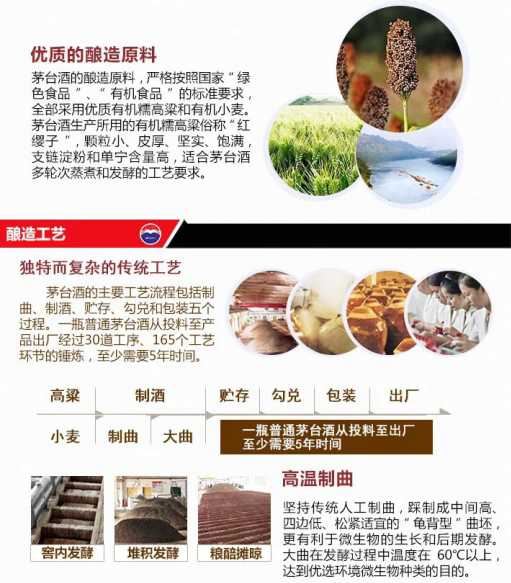 优质的酿造原料
茅台酒的酿造原料，严格按照国家“绿
色食品”、“有机食品”的标准要求，
全部采用优质有机糯高粱和有机小麦。
茅台酒生产所用的有机糯高粱俗称“红
缨子”，颗粒小、皮厚、坚实、饱满，
支链淀粉和单宁含量高，适合茅台酒
多轮次蒸煮和发酵的工艺要求。
酿造工艺
独特而复杂的传统工艺
茅台酒的主要工艺流程包括制
曲、制酒、贮存、勾兑和包装五个
过程。一瓶普通茅台酒从投料至产
品出厂经过30道工序、165个工艺
环节的锤炼，至少需要5年时间。
高粱 制酒 贮存 勾兑 包装 出厂
小麦 制曲 大曲
一瓶普通茅台酒从投料至出厂
至少需要5年时间
窖内发酵 堆积发酵 粮醅摊晾
高温制曲
坚持传统人工制曲，踩制成中间高、
四边低、松紧适宜的“龟背型”曲坯，
更有利于微生物的生长和后期发酵。
大曲在发酵过程中温度在 60℃以上，
达到优选环境微生物种类的目的。